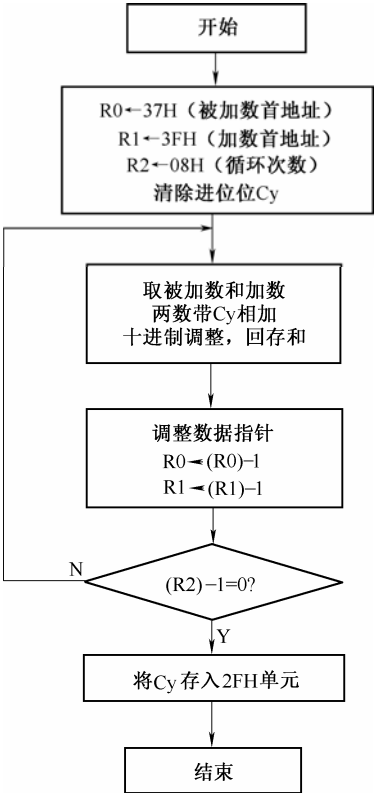 开始
R0←37H（被加数首地址）
R1←3FH（加数首地址）
R2←08H（循环次数）
清除进位位Cy
取被加数和加数
两数带Cy相加
十进制调整，回存和
调整数据指针
R0←(R0)−1
R1←(R1)−1
N
(R2)−1=0?
Y
将Cy存入2FH单元
结束